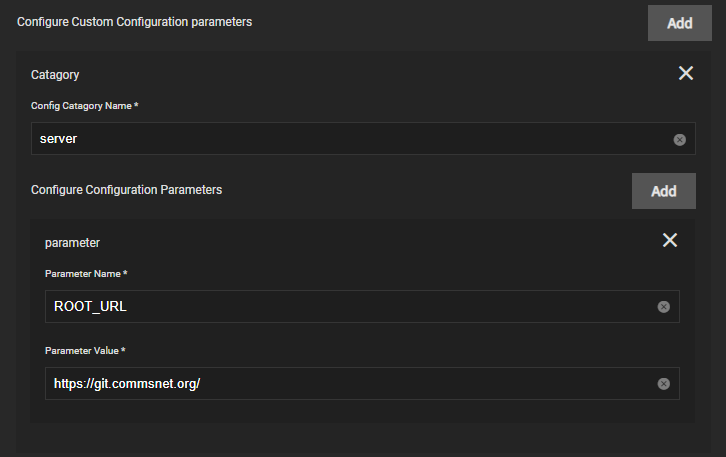 Configure Custom Configuration parameters
Add
Catagory
Config Catagory Name *
server
Configure Configuration Parameters
Add
parameter
Parameter Name *
ROOT_URL
Parameter Value *
https://git.commsnet.org/